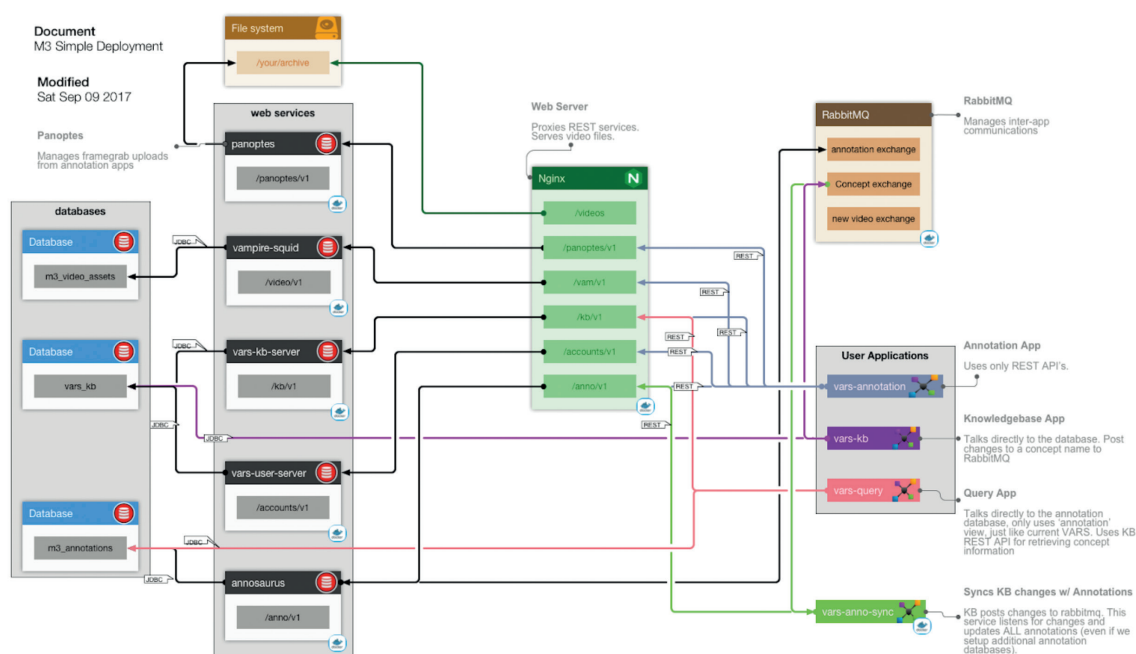 Document
M3 Simple Deployment
Modified
Sat Sep 09 2017
File system
/your/archive
Panoptes
Manages framegrab uploads
from annotation apps
web services
panoptes
/panoptes/v1
vampire-squid
/video/v1
vars-kb-server
/kb/v1
vars-user-server
/accounts/v1
annosaurus
/anno/v1
databases
Database
m3_video_assets
Database
vars_kb
Database
m3_annotations
JDBC
JDBC
JDBC
JDBC
JDBC
JDBC
Web Server
Proxies REST services.
Serves video files.
Nginx
N
/videos
/panoptes/v1
/vam/v1
/kb/v1
/accounts/v1
/anno/v1
REST
REST
REST
REST
REST
REST
REST
RabbitMQ
annotation exchange
Concept exchange
new video exchange
RabbitMQ
Manages inter-app
communications
User Applications
vars-annotation
vars-kb
vars-query
vars-anno-sync
Annotation App
Uses only REST API's.
Knowledgebase App
Talks directly to the database. Post
changes to a concept name to
RabbitMQ
Query App
Talks directly to the annotation
database, only uses 'annotation'
view, just like current VARS. Uses KB
REST API for retrieving concept
information
Syncs KB changes w/ Annotations
KB posts changes to rabbitmq. This
service listens for changes and
updates ALL annotations (even if we
setup additional annotation
databases).